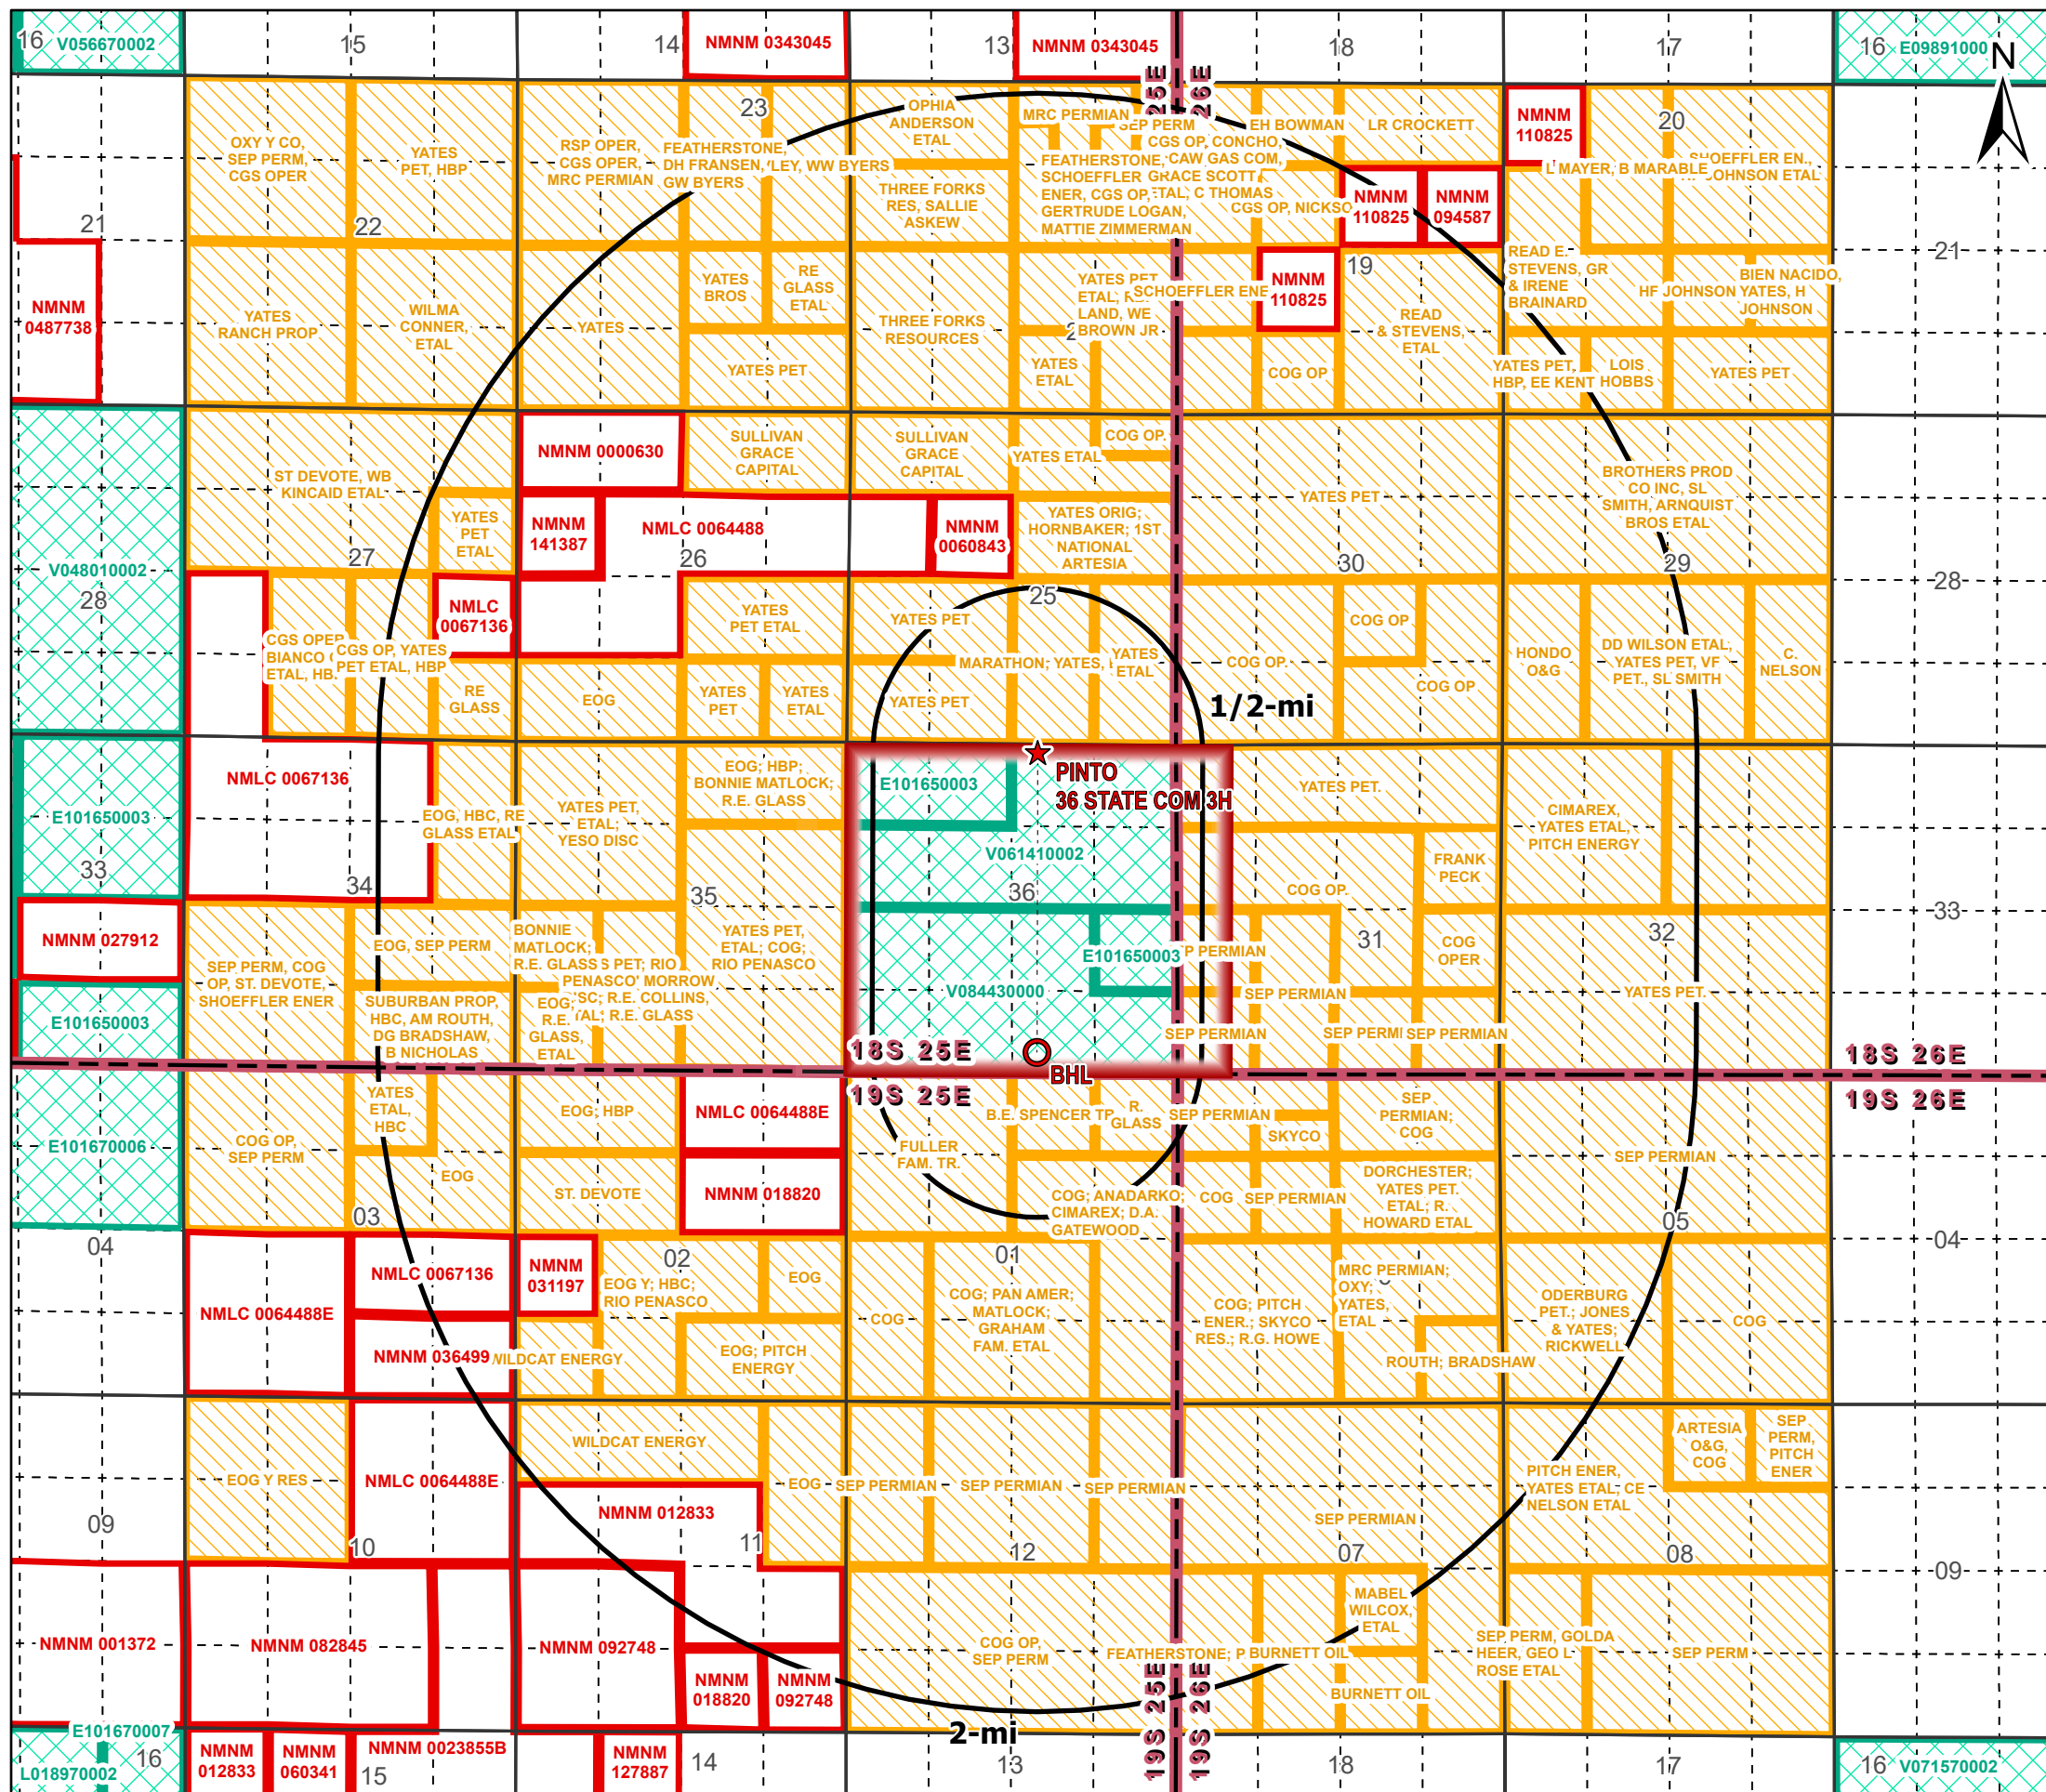 16
V056670002
15
14
NMNM 0343045
13
NMNM 0343045
18
17
16
E09891000
N
25E
26E
23
OPHIA
ANDERSON
ETAL
MRC PERMIAN
SEP PERM
EH BOWMAN
LR CROCKETT
NMNM
110825
20
OXY Y CO,
SEP PERM,
CGS OPER
YATES
PET, HBP
RSP OPER,
CGS OPER,
MRC PERMIAN
FEATHERSTONE,
DH FRANSEN,
GW BYERS
LEY, WW BYERS
CGS OP, CONCHO,
CAW GAS COM,
GRACE SCOTT
ETAL, C THOMAS
FEATHERSTONE,
SCHOEFFLER
ENER, CGS OP,
GERTRUDE LOGAN,
MATTIE ZIMMERMAN
SHOEFFLER EN.,
JOHNSON ETAL
L MAYER, B MARABLE
THREE FORKS
RES, SALLIE
ASKEW
CGS OP, NICKSO
NMNM
110825
NMNM
094587
21
22
19
21
NMNM
0487738
YATES
RANCH PROP
WILMA
CONNER,
ETAL
YATES
YATES
BROS
RE
GLASS
ETAL
YATES PET
THREE FORKS
RESOURCES
YATES PET
ETAL,
LAND, WE
BROWN JR
SCHOEFFLER ENE
NMNM
110825
READ E.
STEVENS, GR
& IRENE
BRAINARD
HF JOHNSON
BIEN NACIDO,
YATES, H
JOHNSON
READ
& STEVENS,
ETAL
YATES
ETAL
COG OP
YATES PET,
HBP, EE KENT
LOIS
HOBBS
YATES PET
ST DEVOTE, WB
KINCAID ETAL
NMNM 0000630
SULLIVAN
GRACE
CAPITAL
SULLIVAN
GRACE
CAPITAL
COG OP.
YATES ETAL
YATES PET
BROTHERS PROD
CO INC, SL
SMITH, ARNQUIST
BROS ETAL
YATES
PET
ETAL
NMNM
141387
NMLC 0064488
NMNM
0060843
YATES ORIG;
HORNBAKER; 1ST
NATIONAL
ARTESIA
V048010002
28
27
26
25
30
29
28
NMLC
0067136
YATES
PET ETAL
YATES PET
COG OP
CGS OPER
BIANCO
ETAL,
CGS OP, YATES
PET ETAL, HBP
MARATHON; YATES,
YATES
ETAL
COG OP.
COG OP
HONDO
O&G
DD WILSON ETAL,
YATES PET, VF
PET., SL SMITH
C.
NELSON
RE
GLASS
EOG
YATES
PET
YATES
ETAL
YATES PET
1/2-mi
NMLC 0067136
EOG; HBP;
BONNIE MATLOCK;
R.E. GLASS
E101650003
PINTO
36 STATE COM 3H
YATES PET.
E101650003
EOG, HBC, RE
GLASS ETAL
YATES PET,
ETAL;
YESO DISC
CIMAREX,
YATES ETAL,
PITCH ENERGY
V061410002
FRANK
PECK
33
34
35
36
COG OP.
31
32
33
NMNM 027912
EOG, SEP PERM
BONNIE
MATLOCK;
R.E. GLASS
S PET; RIO
PENASCO MORROW
SC; R.E. COLLINS,
TAL; R.E. GLASS
YATES PET,
ETAL; COG;
RIO PENASCO
E101650003
P PERMIAN
COG
OPER
SEP PERM, COG
OP, ST. DEVOTE,
SHOEFFLER ENER
SUBURBAN PROP,
HBC, AM ROUTH,
DG BRADSHAW,
B NICHOLAS
EOG;
R.E.
GLASS,
ETAL
V084430000
SEP PERMIAN
YATES PET.
E101650003
SEP PERMIAN
SEP PERMI
SEP PERMIAN
18S 25E
BHL
18S 26E
19S 25E
19S 26E
E101670006
COG OP,
SEP PERM
YATES
ETAL,
HBC
EOG
EOG; HBP
NMLC 0064488E
B.E. SPENCER TR
R.
GLASS
SEP PERMIAN
SKYCO
SEP
PERMIAN;
COG
FULLER
FAM. TR.
SEP PERMIAN
ST. DEVOTE
NMNM 018820
COG; ANADARKO;
CIMAREX; D.A.
GATEWOOD
COG
SEP PERMIAN
DORCHESTER;
YATES PET.
ETAL; R.
HOWARD ETAL
04
03
02
01
05
04
NMLC 0067136
NMNM
031197
EOG Y; HBC;
RIO PENASCO
EOG
MRC PERMIAN;
OXY;
YATES,
ETAL
NMLC 0064488E
COG
COG; PAN AMER;
MATLOCK;
GRAHAM
FAM. ETAL
COG; PITCH
ENER.; SKYCO
RES.; R.G. HOWE
ODERBURG
PET.; JONES
& YATES;
RICKWELL
COG
NMNM 036499
WILDCAT ENERGY
EOG; PITCH
ENERGY
ROUTH; BRADSHAW
EOG Y RES
NMLC 0064488E
WILDCAT ENERGY
EOG
SEP PERMIAN
SEP PERMIAN
SEP PERMIAN
ARTESIA
O&G,
COG
SEP
PERM,
PITCH
ENER
PITCH ENER,
YATES ETAL, CE
NELSON ETAL
NMNM 012833
SEP PERMIAN
09
10
11
12
07
08
09
NMNM 001372
NMNM 082845
NMNM 092748
COG OP,
SEP PERM
FEATHERSTONE; P
BURNETT OIL
MABEL
WILCOX,
ETAL
SEP PERM, GOLDA
HEER, GEO L
ROSE ETAL
SEP PERM
NMNM
018820
NMNM
092748
BURNETT OIL
19S 25E
19S 26E
2-mi
E101670007
16
L018970002
NMNM
012833
NMNM
060341
NMNM 0023855B
15
NMNM
127887
14
13
18
17
16
V071570002